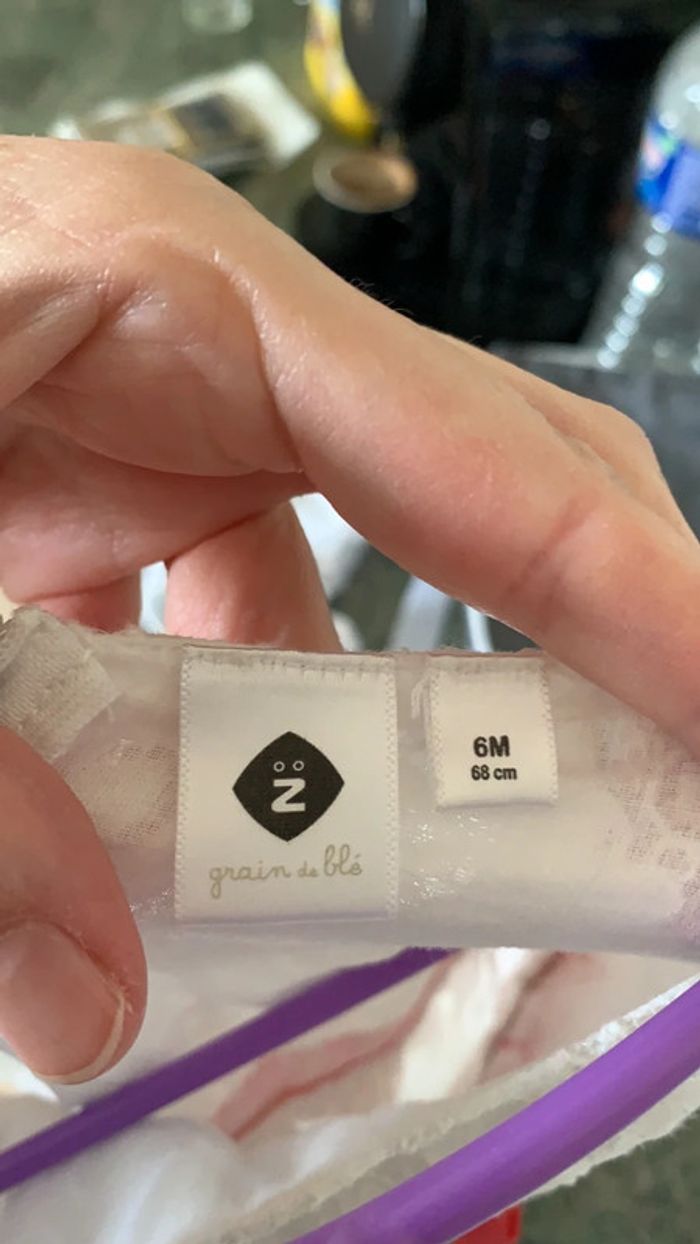 Z
grain de blé
6M
68 cm